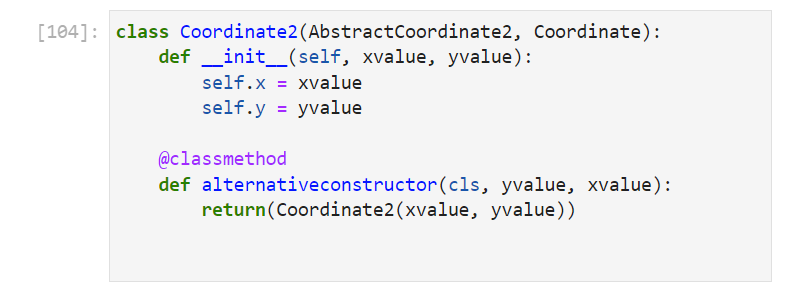 [104]: class Coordinate2(AbstractCoordinate2, Coordinate):
    def __init__(self, xvalue, yvalue):
        self.x = xvalue
        self.y = yvalue

    @classmethod
    def alternativeconstructor(cls, yvalue, xvalue):
        return(Coordinate2(xvalue, yvalue))